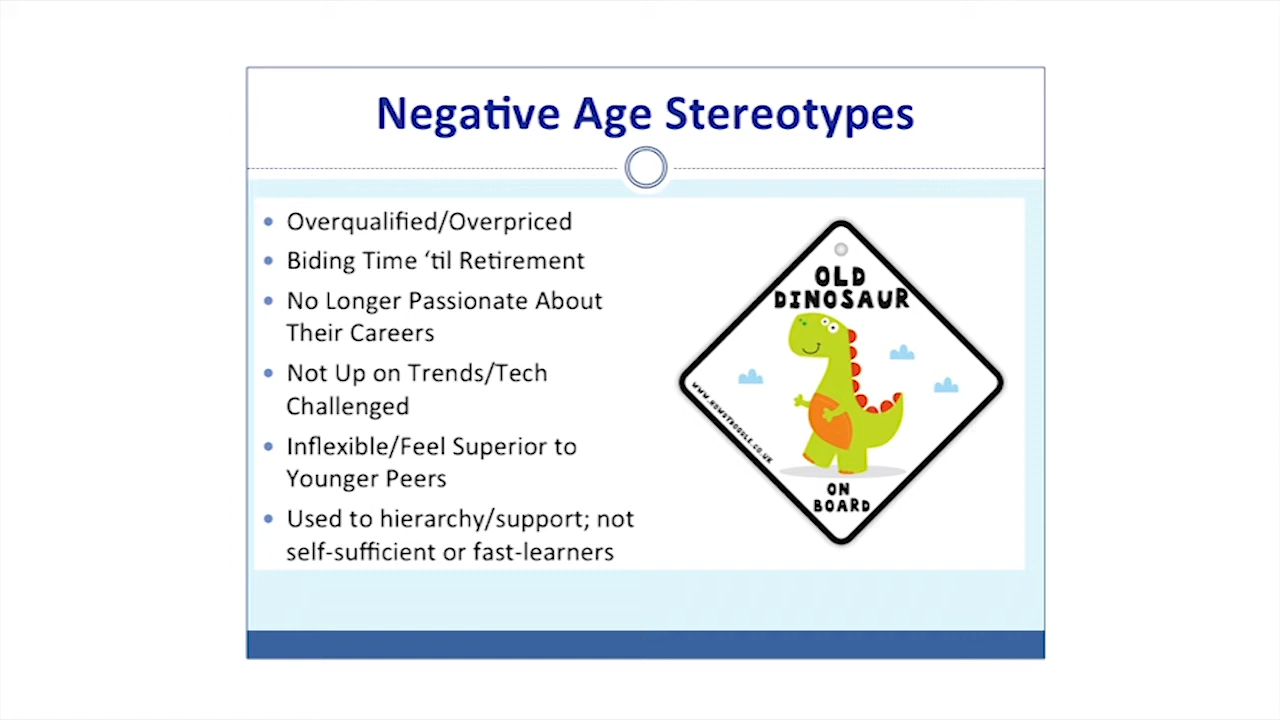 Negative Age Stereotypes
• Overqualified/Overpriced
• Biding Time ‘til Retirement
• No Longer Passionate About
Their Careers
• Not Up on Trends/Tech
Challenged
• Inflexible/Feel Superior to
Younger Peers
• Used to hierarchy/support; not
self-sufficient or fast-learners
OLD
DINOSAUR
ON
BOARD